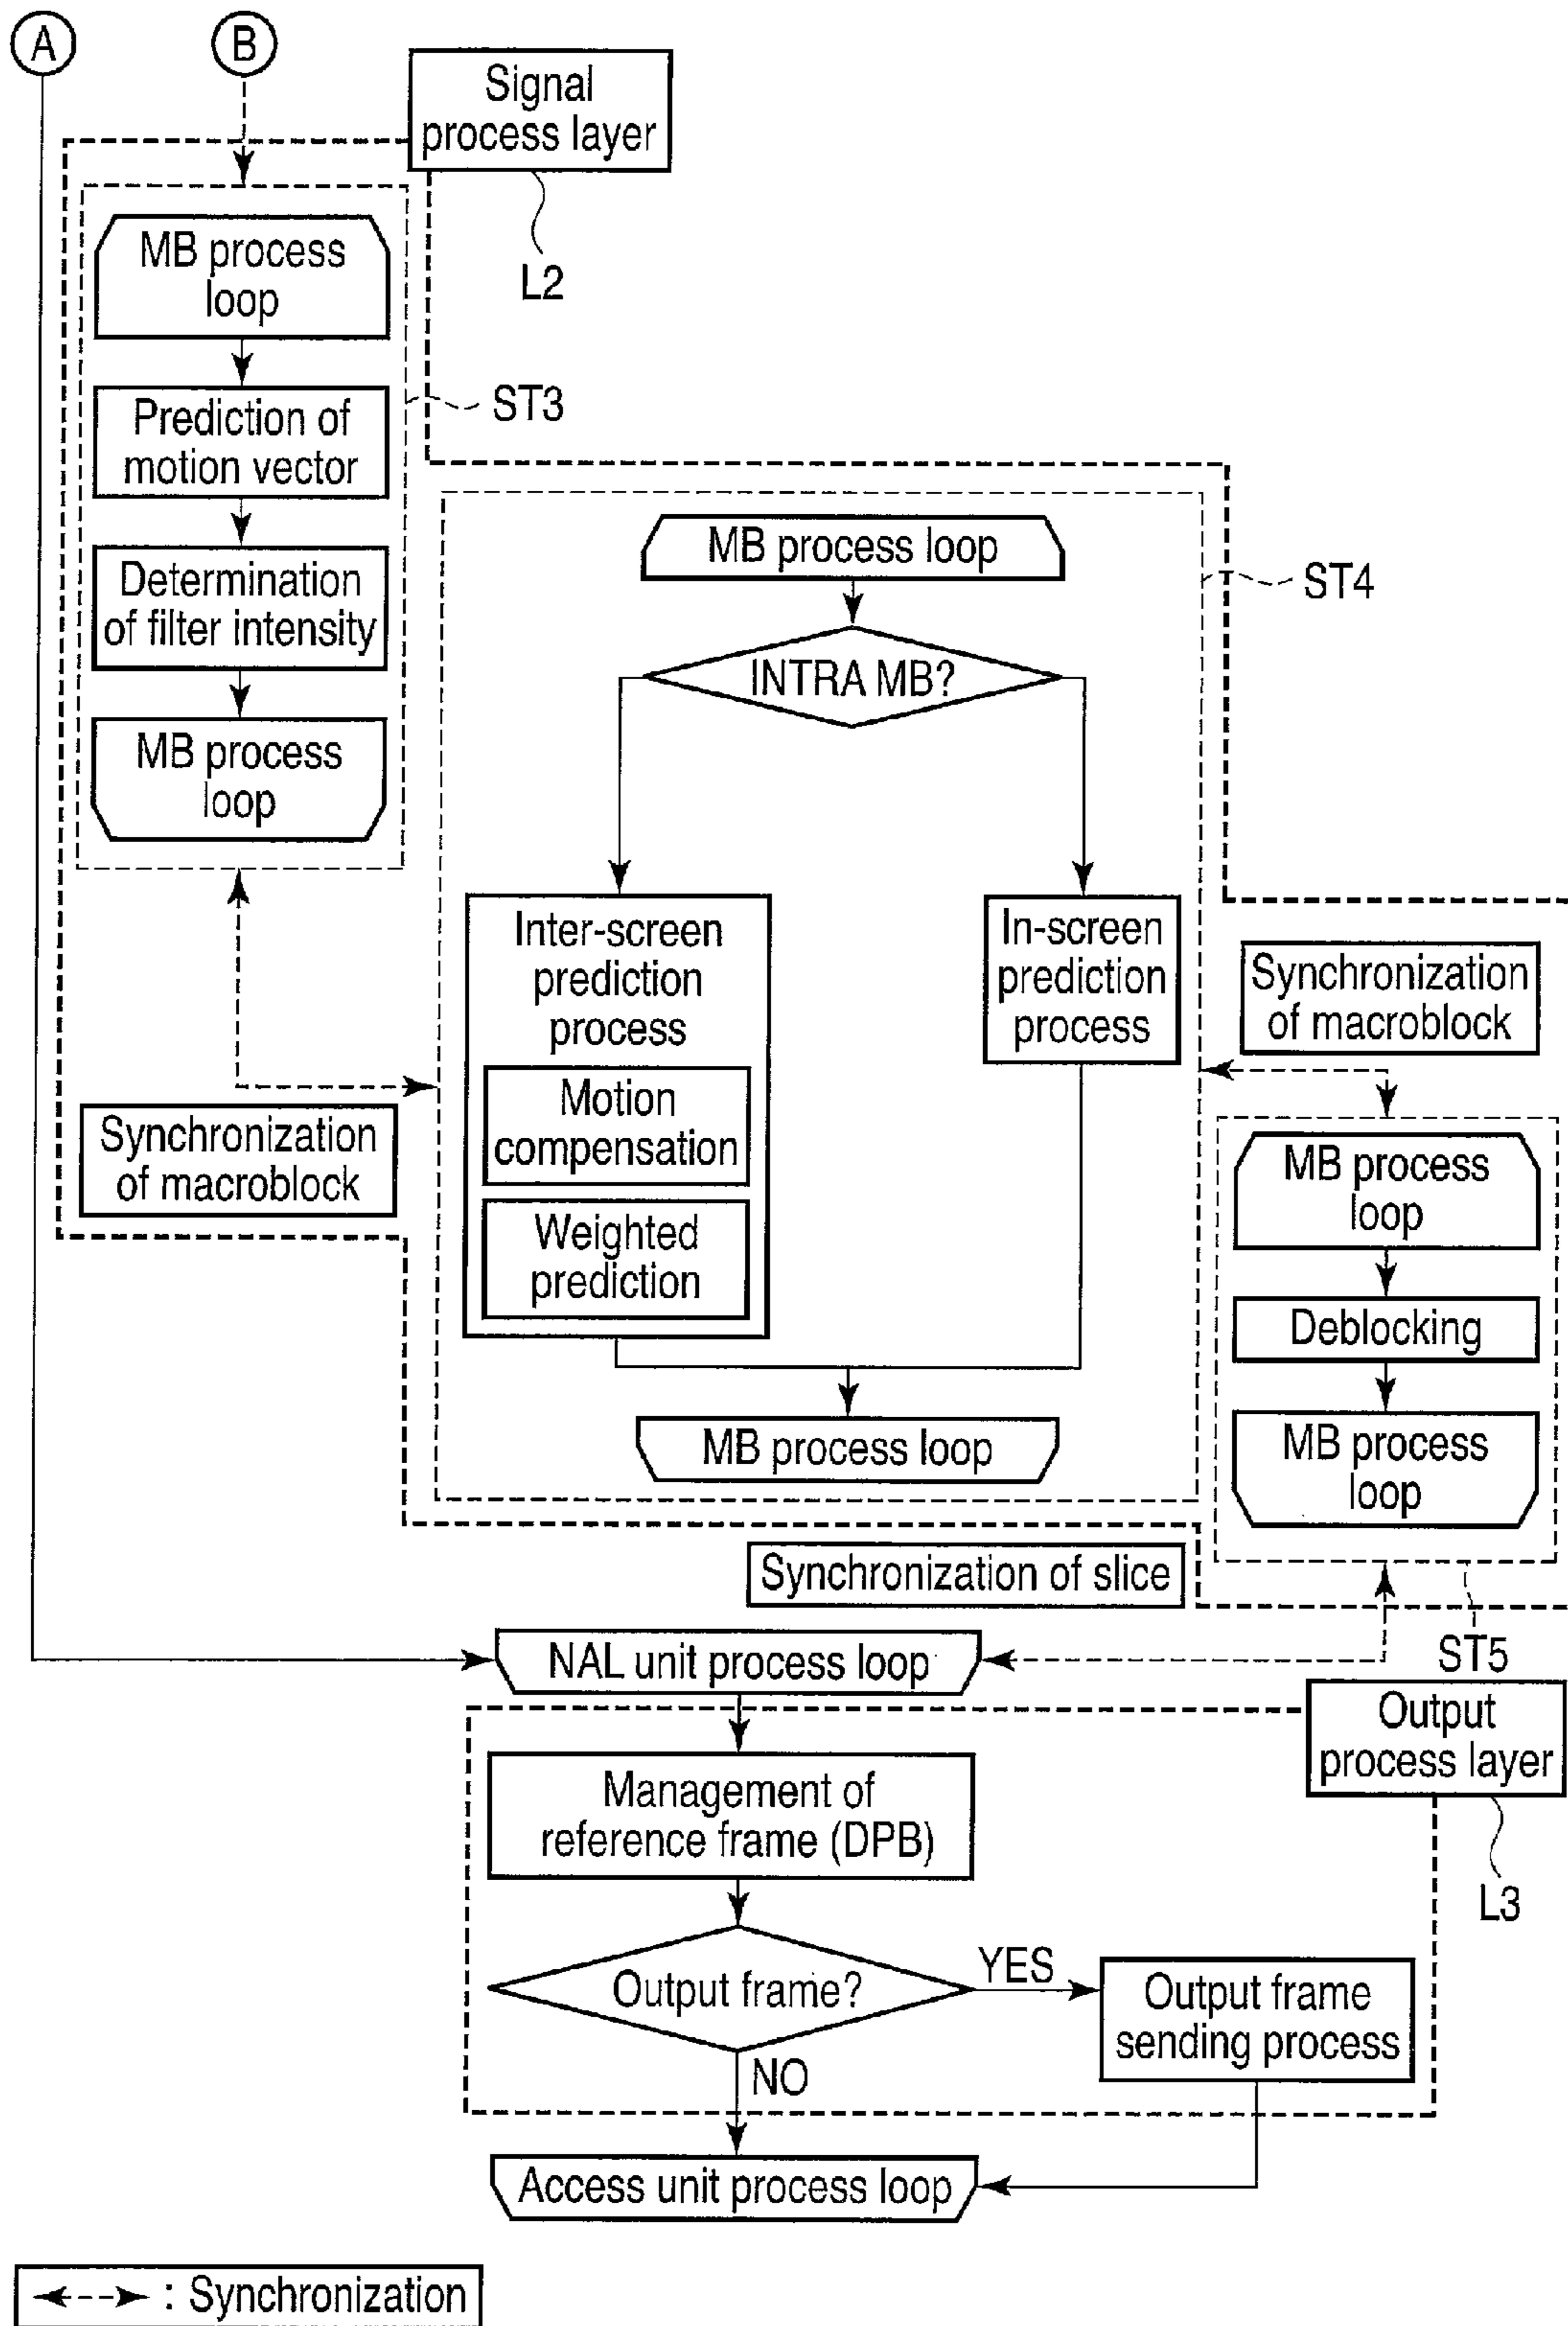 A
B
Signal
process layer
L2
MB process
loop
Prediction of
motion vector
ST3
Determination
of filter intensity
MB process
loop
MB process loop
ST4
INTRA MB?
Inter-screen
prediction
process
Motion
compensation
Weighted
prediction
In-screen
prediction
process
Synchronization
of macroblock
Synchronization
of macroblock
MB process
loop
Deblocking
MB process
loop
MB process loop
Synchronization of slice
ST5
NAL unit process loop
Output
process layer
L3
Management of
reference frame (DPB)
Output frame?
YES
Output frame
sending process
NO
Access unit process loop
: Synchronization